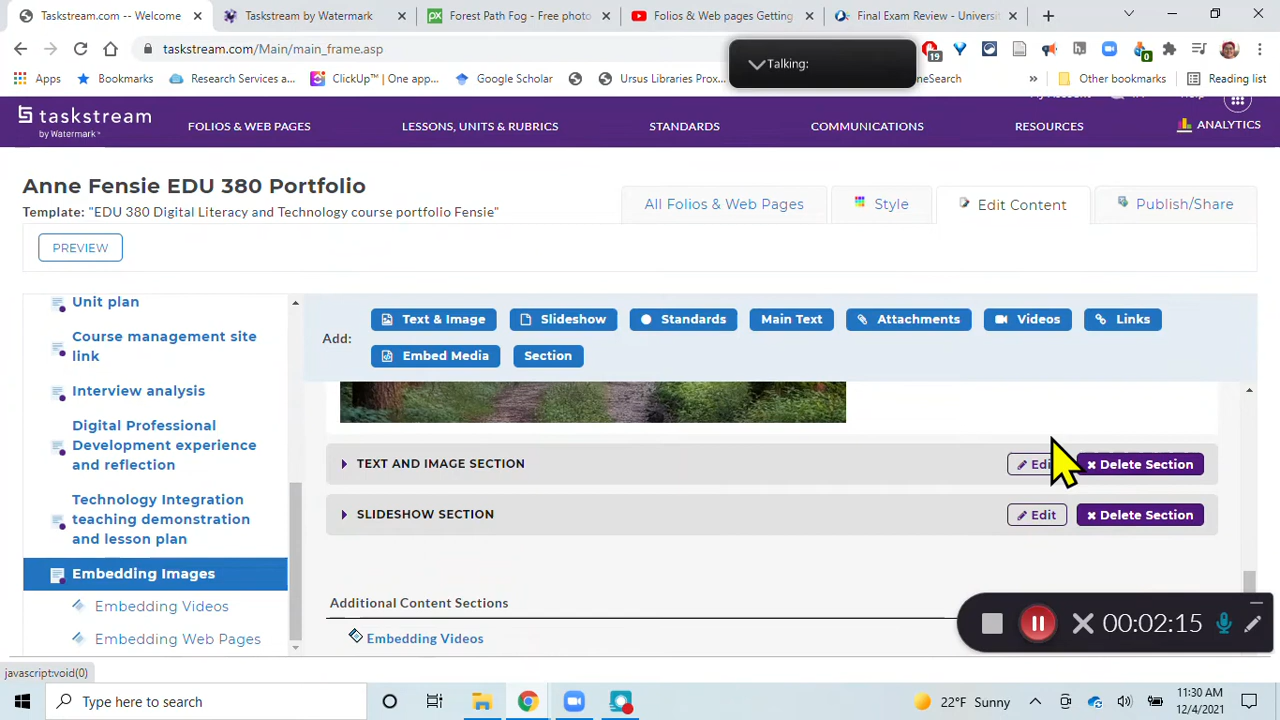 Taskstream.com -- Welcome
Taskstream by Watermark
Forest Path Fog - Free photo
Folios & Web pages Getting
Final Exam Review - Universit
taskstream.com/Main/main_frame.asp
19
0
Talking:
Apps
Bookmarks
Research Services a...
ClickUp™ | One app...
Google Scholar
Ursus Libraries Prox...
eSearch
Other bookmarks
Reading list
taskstream
by Watermark™
FOLIOS & WEB PAGES
LESSONS, UNITS & RUBRICS
STANDARDS
COMMUNICATIONS
RESOURCES
ANALYTICS
Anne Fensie EDU 380 Portfolio
Template: "EDU 380 Digital Literacy and Technology course portfolio Fensie"
All Folios & Web Pages
Style
Edit Content
Publish/Share
PREVIEW
Unit plan
Course management site
link
Interview analysis
Digital Professional
Development experience
and reflection
Technology Integration
teaching demonstration
and lesson plan
Embedding Images
Embedding Videos
Embedding Web Pages
Add:
Text & Image
Slideshow
Standards
Main Text
Attachments
Videos
Links
Embed Media
Section
TEXT AND IMAGE SECTION
Edi
Delete Section
SLIDESHOW SECTION
Edit
Delete Section
Additional Content Sections
Embedding Videos
00:02:15
javascript:void(0)
Type here to search
22°F Sunny
11:30 AM
12/4/2021